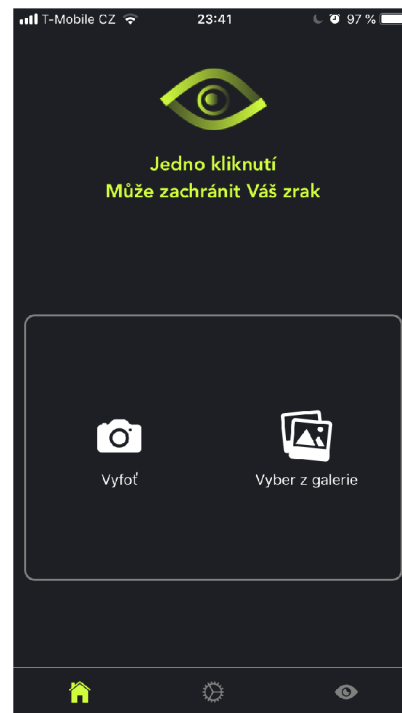 T-Mobile CZ 23:41 97 %
Jedno kliknutí
Může zachránit Váš zrak
Vyfoť Vyber z galerie